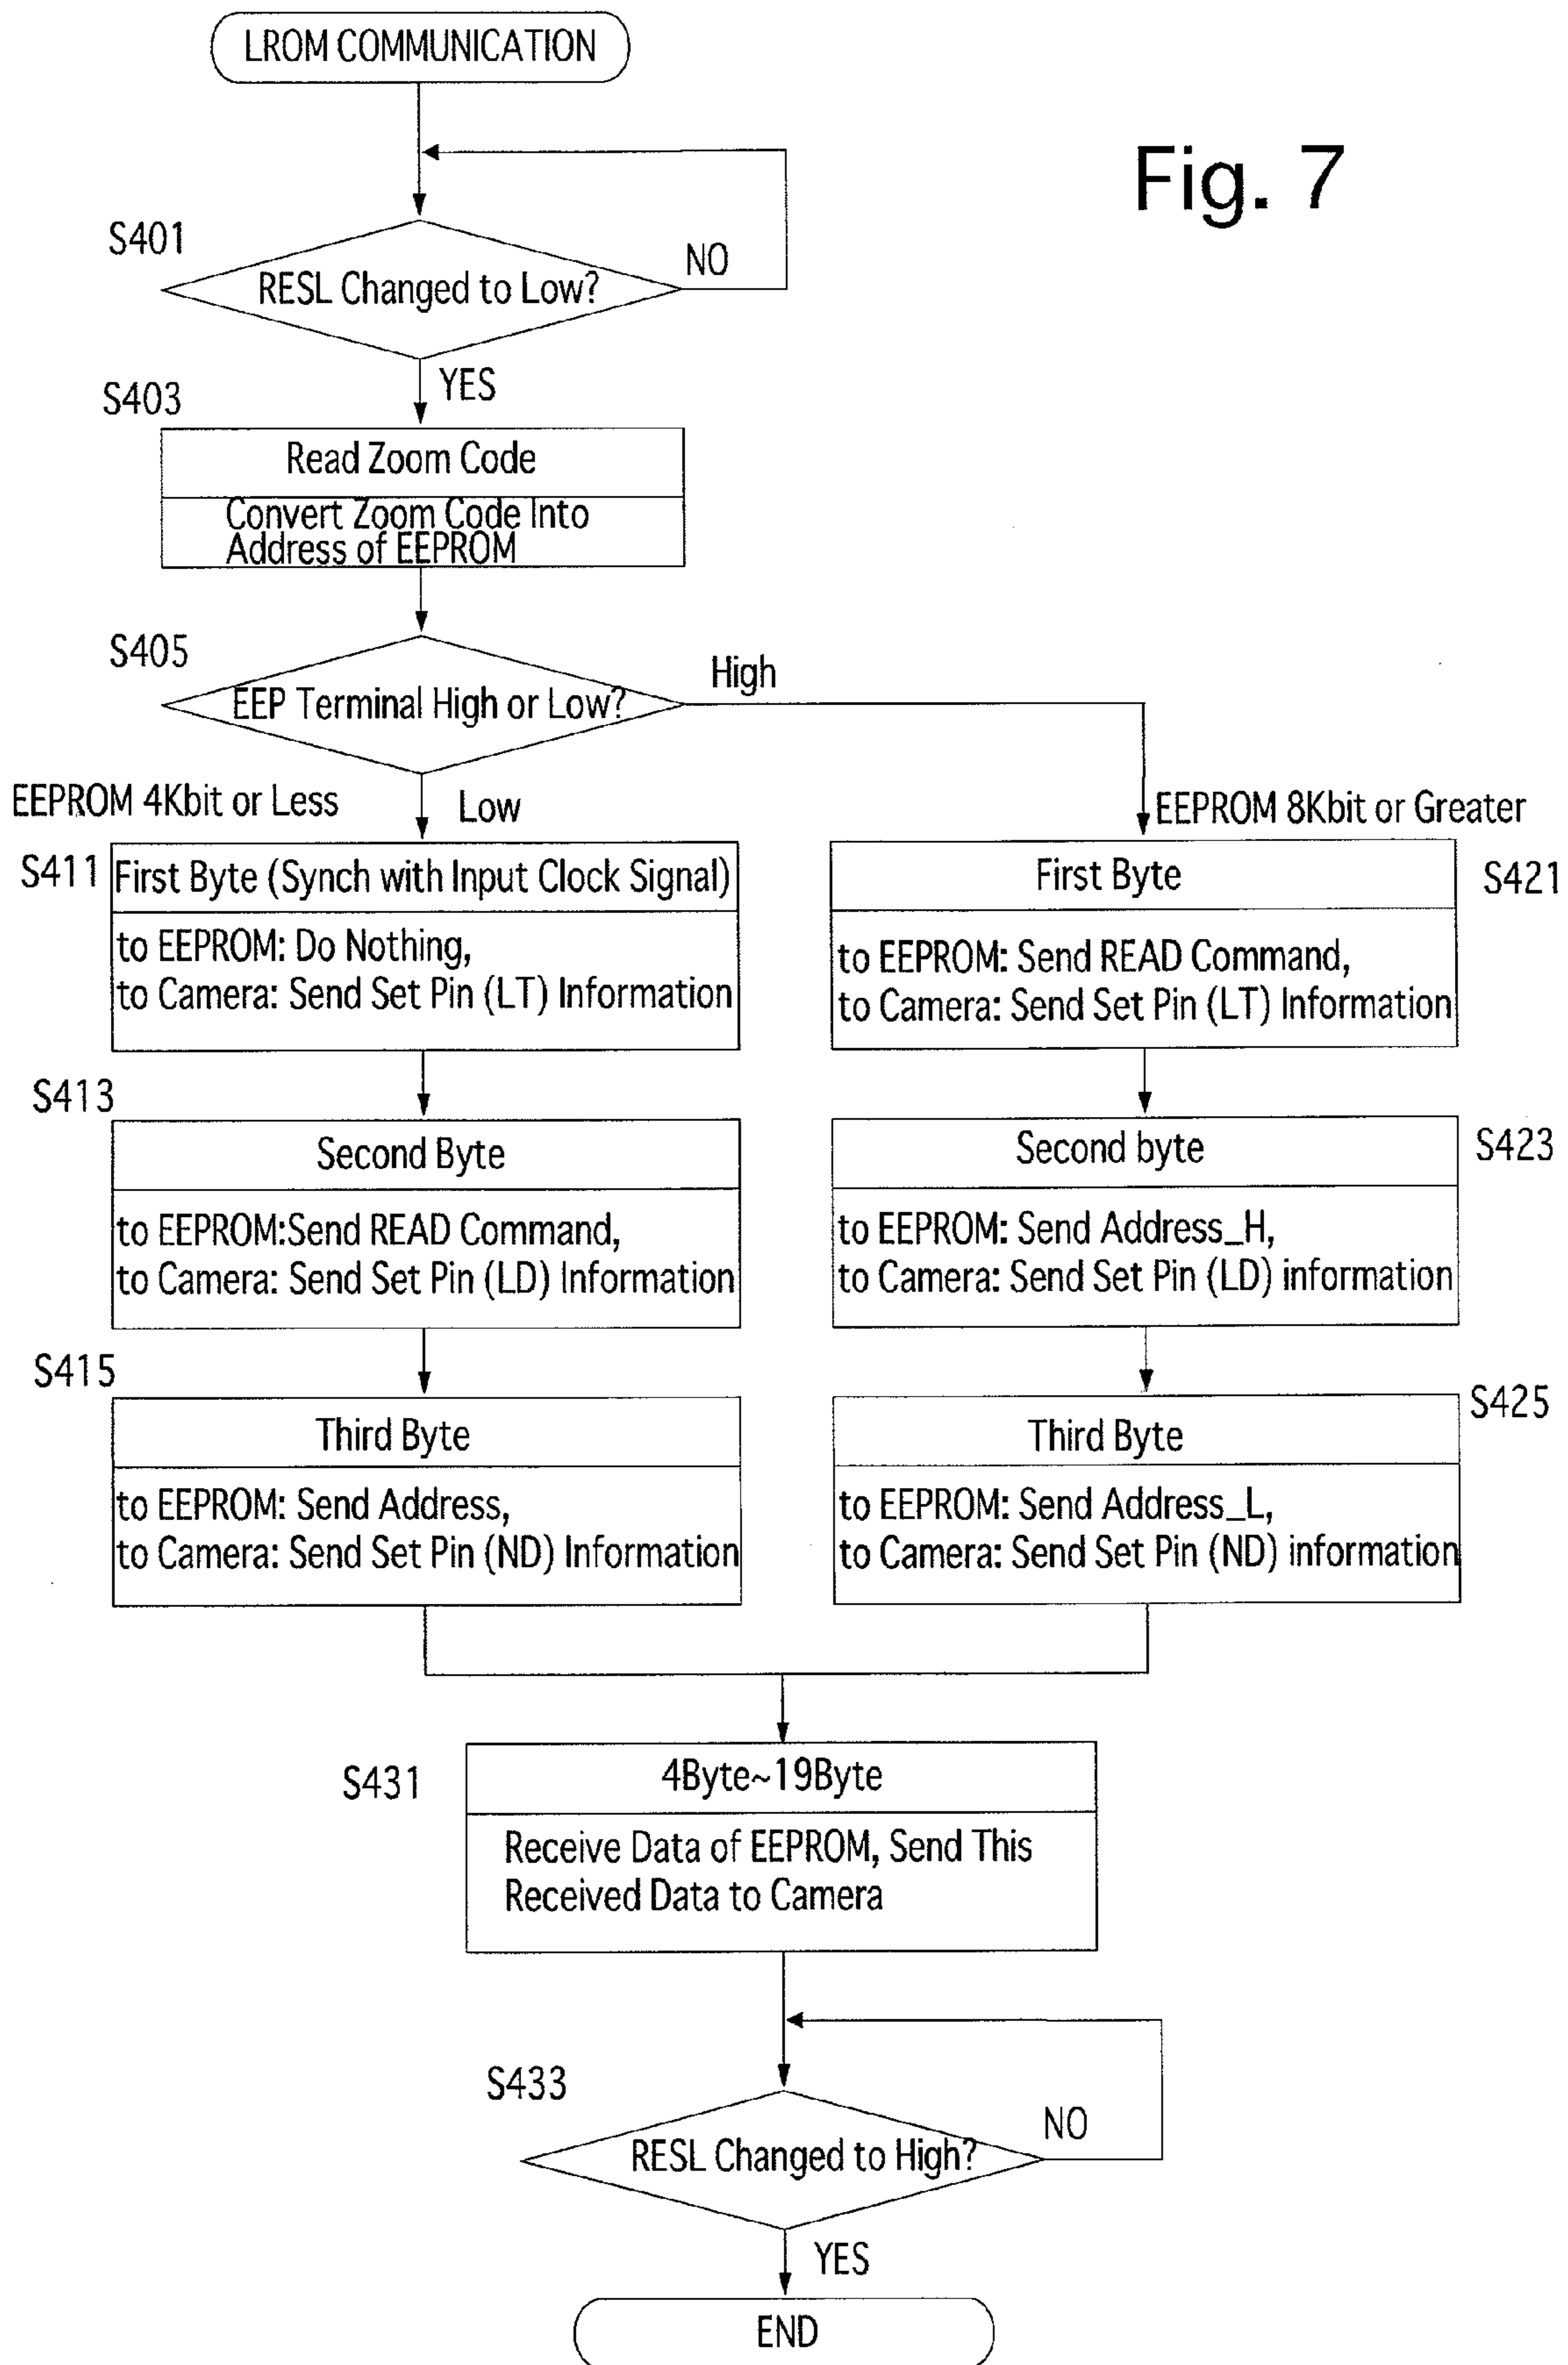 LROM COMMUNICATION
Fig. 7
S401
RESL Changed to Low?
NO
YES
S403
Read Zoom Code
Convert Zoom Code Into
Address of EEPROM
S405
EEP Terminal High or Low?
High
EEPROM 4Kbit or Less
Low
EEPROM 8Kbit or Greater
S411
First Byte (Synch with Input Clock Signal)
to EEPROM: Do Nothing,
to Camera: Send Set Pin (LT) Information
First Byte
S421
to EEPROM: Send READ Command,
to Camera: Send Set Pin (LT) Information
S413
Second Byte
to EEPROM:Send READ Command,
to Camera: Send Set Pin (LD) Information
Second byte
S423
to EEPROM: Send Address_H,
to Camera: Send Set Pin (LD) information
S415
Third Byte
to EEPROM: Send Address,
to Camera: Send Set Pin (ND) Information
S425
Third Byte
to EEPROM: Send Address_L,
to Camera: Send Set Pin (ND) information
S431
4Byte~19Byte
Receive Data of EEPROM, Send This
Received Data to Camera
S433
RESL Changed to High?
NO
YES
END